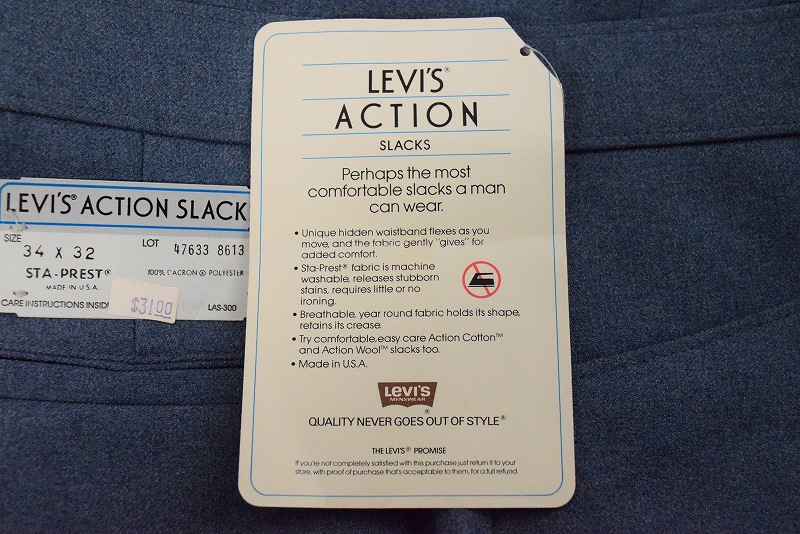 LEVI'S®
ACTION
SLACKS
Perhaps the most
comfortable slacks a man
can wear.
• Unique hidden waistband flexes as you
move, and the fabric gently "gives" for
added comfort.
• Sta-Prest® fabric is machine
washable, releases stubborn
stains, requires little or no
ironing.
• Breathable, year round fabric holds its shape,
retains its crease.
• Try comfortable, easy care Action Cotton™
and Action Wool™ slacks too.
• Made in U.S.A.
Levi's
MENSWEAR
®
QUALITY NEVER GOES OUT OF STYLE®
THE LEVI'S® PROMISE
If you're not completely satisfied with this purchase just return it to your
store, with proof of purchase that's acceptable to them, for a full refund.
LEVI'S® ACTION SLACK
SIZE 34 X 32 LOT 47633 8613
STA-PREST® 100% DACRON® POLYESTER
MADE IN U.S.A.
CARE INSTRUCTIONS INSID LAS-300
$31.00